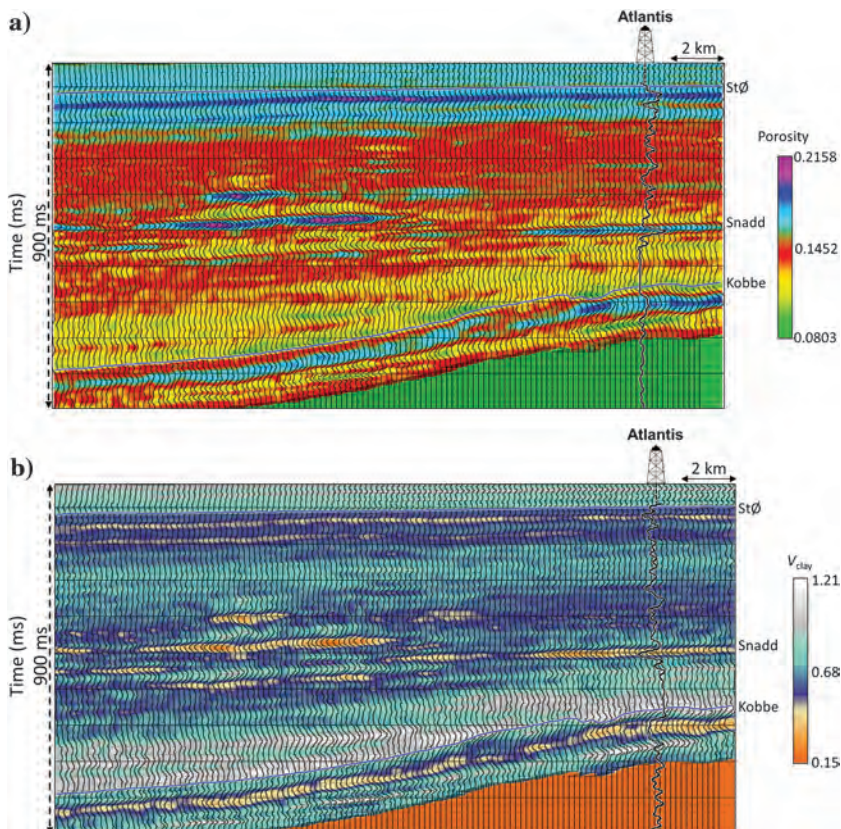 a)
Atlantis
2 km
StØ
Porosity
0.2158
Time (ms)
900 ms
Snadd
0.1452
Kobbe
0.0803
b)
Atlantis
2 km
StØ
Vclay
1.21
Time (ms)
900 ms
Snadd
0.68
Kobbe
0.15